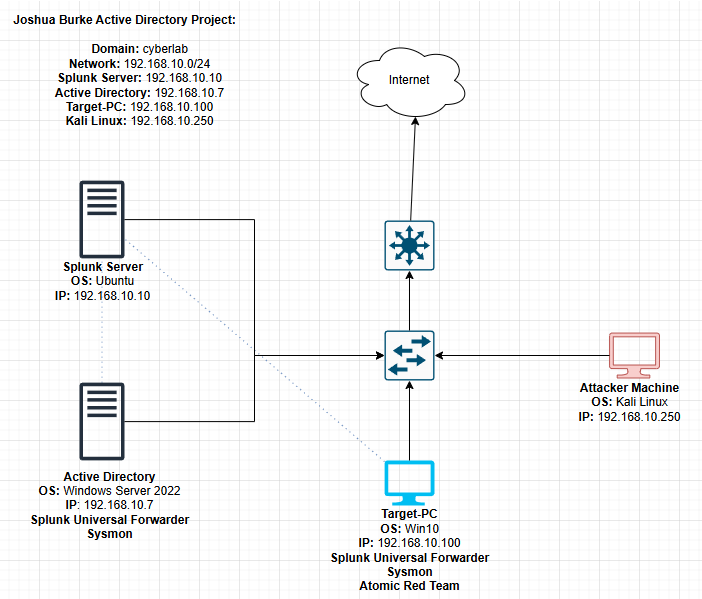 Joshua Burke Active Directory Project:
Domain: cyberlab
Network: 192.168.10.0/24
Splunk Server: 192.168.10.10
Active Directory: 192.168.10.7
Target-PC: 192.168.10.100
Kali Linux: 192.168.10.250
Internet
Splunk Server
OS: Ubuntu
IP: 192.168.10.10
Attacker Machine
OS: Kali Linux
IP: 192.168.10.250
Active Directory
OS: Windows Server 2022
IP: 192.168.10.7
Splunk Universal Forwarder
Sysmon
Target-PC
OS: Win10
IP: 192.168.10.100
Splunk Universal Forwarder
Sysmon
Atomic Red Team